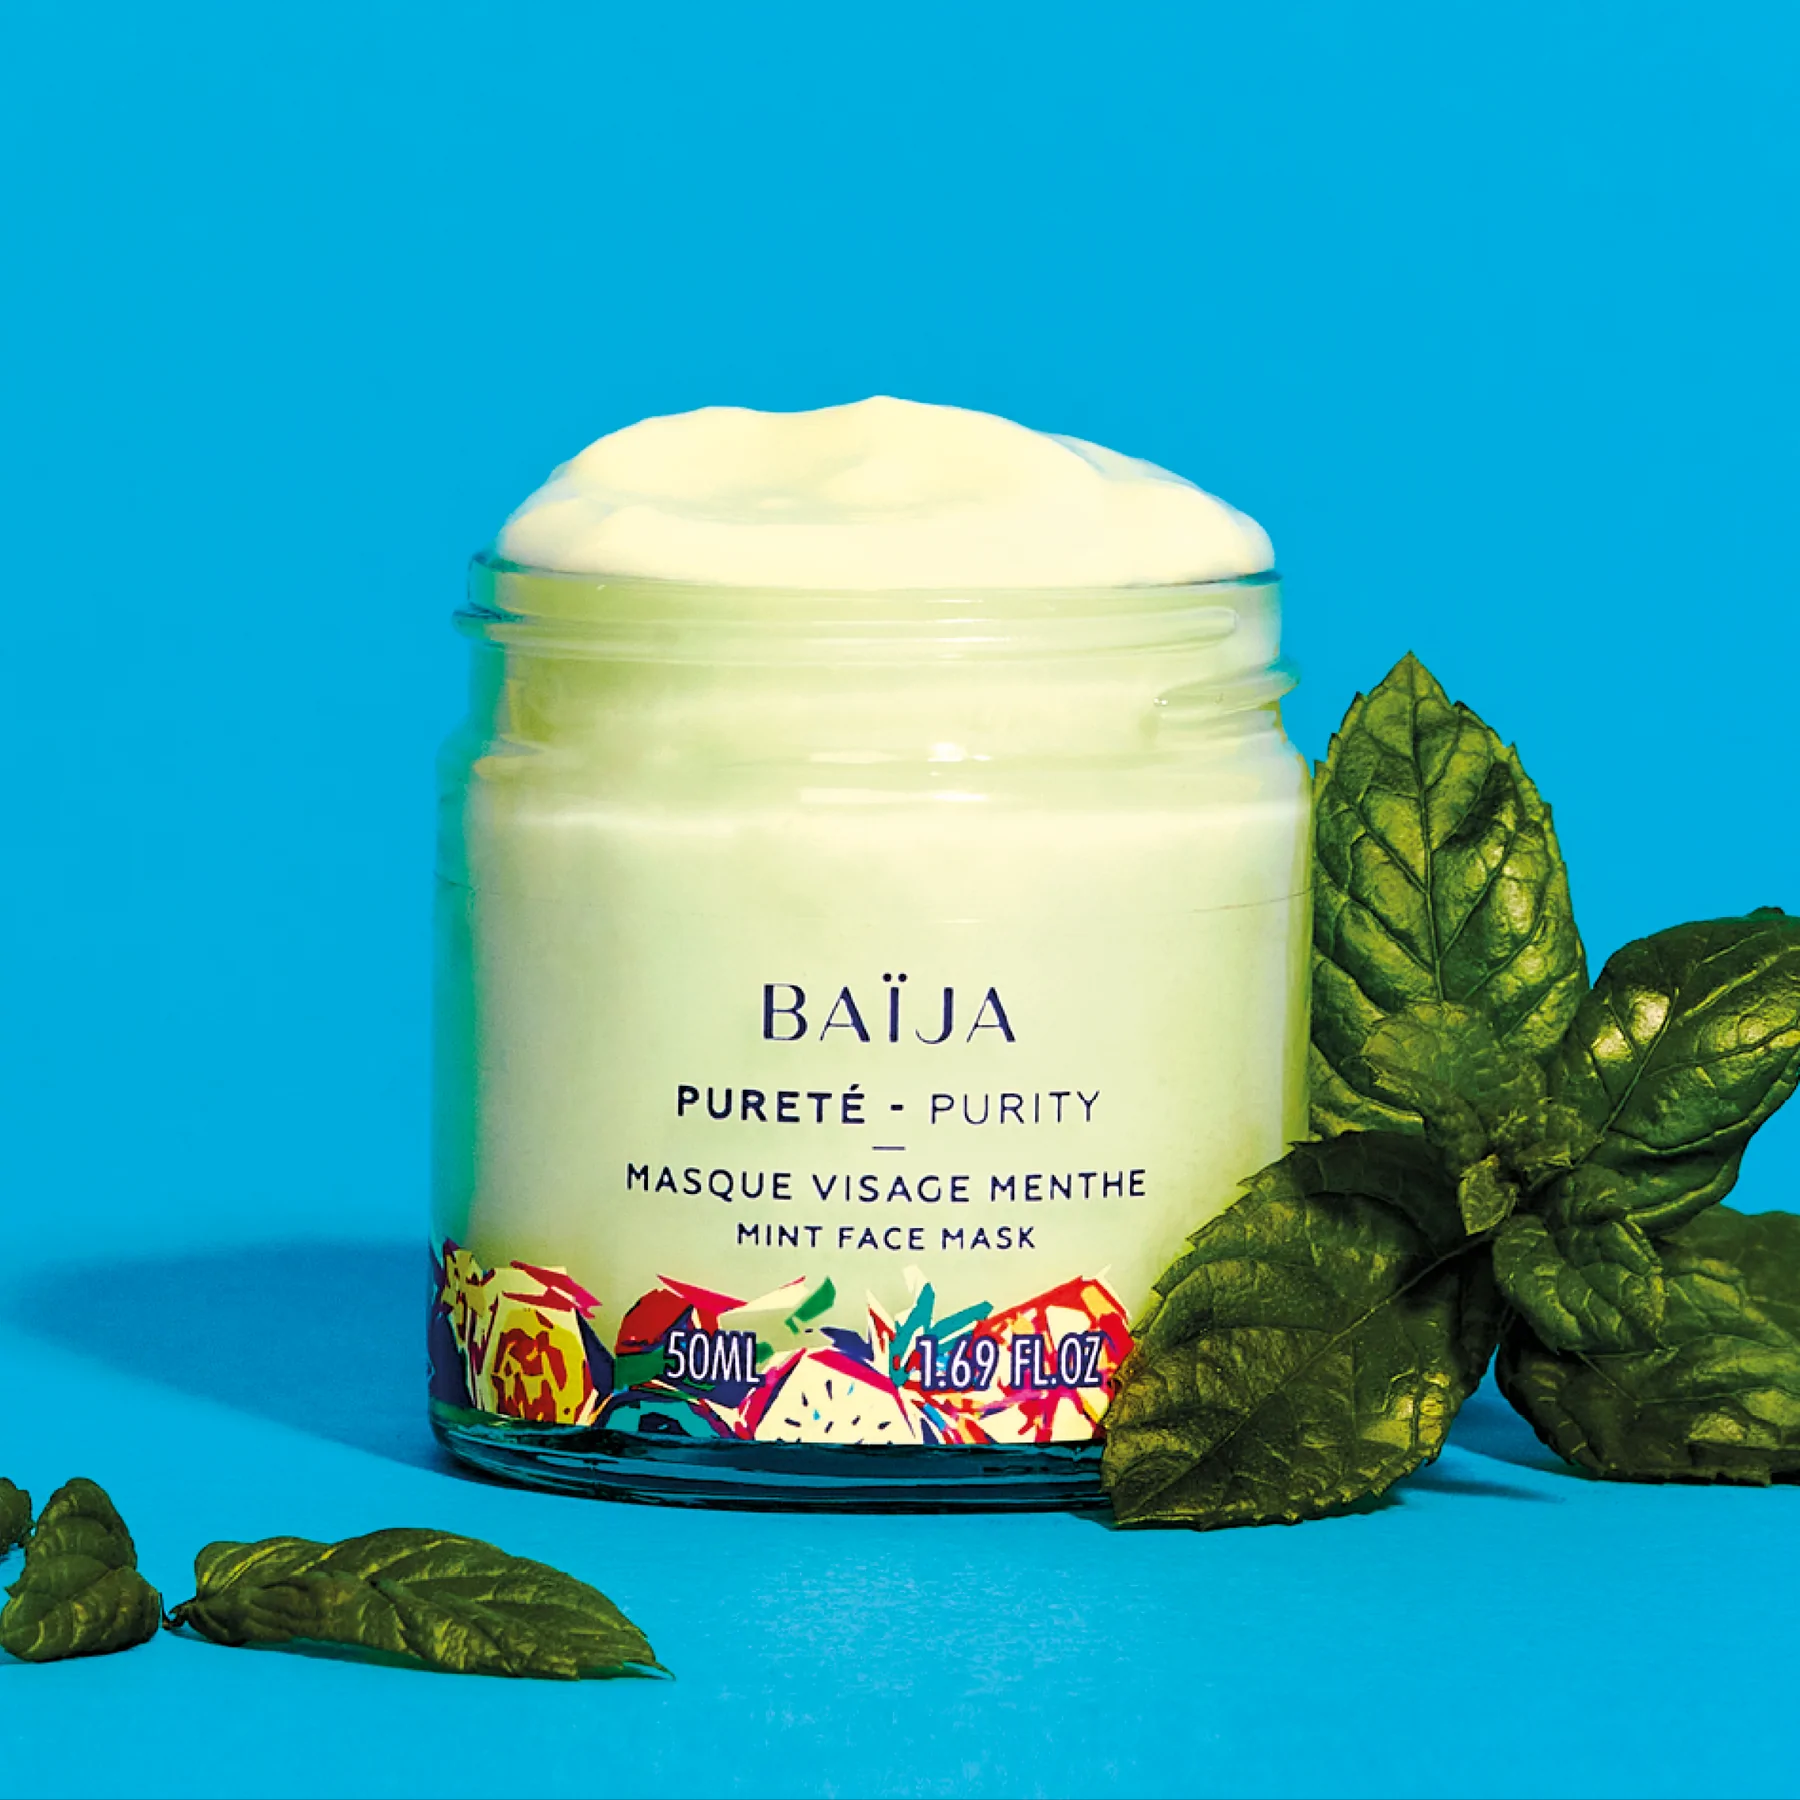 BAÏJA
PURETÉ - PURITY
MASQUE VISAGE MENTHE
MINT FACE MASK
50ML 1.69 FL.OZ